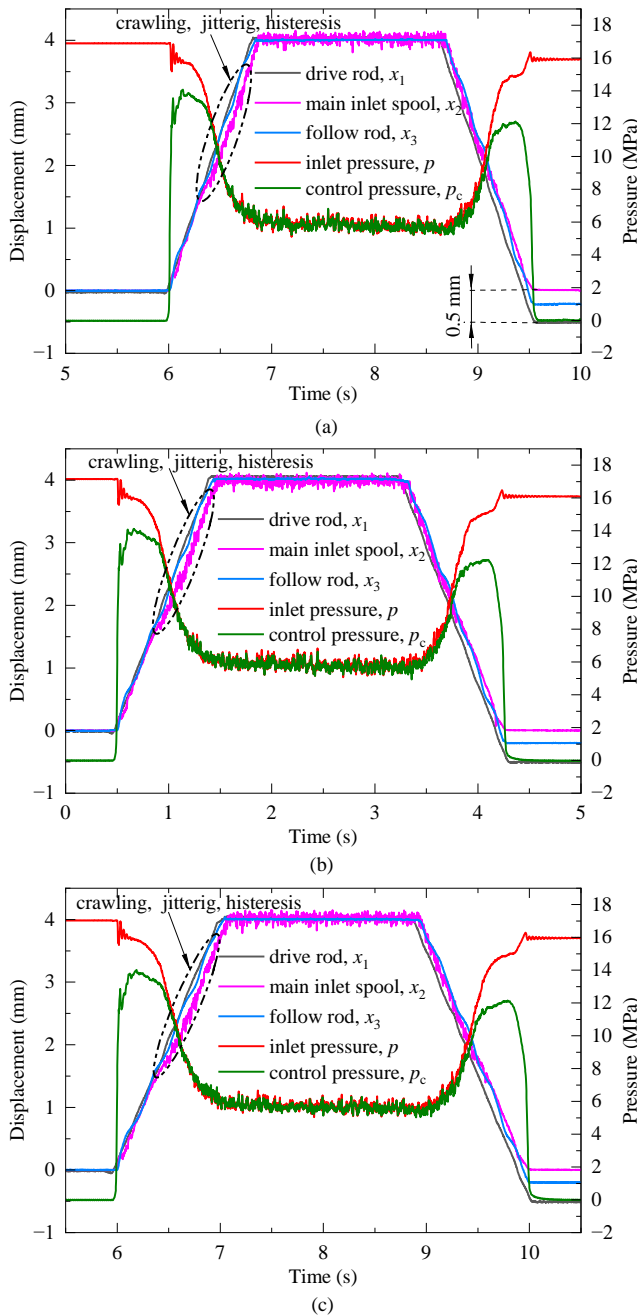 crawling, jitterig, histeresis
Displacement (mm)
Pressure (MPa)
4
3
2
1
0
−1
18
16
14
12
10
8
6
4
2
0
−2
drive rod, x1
main inlet spool, x2
follow rod, x3
inlet pressure, p
control pressure, pc
0.5 mm
5 6 7 8 9 10
Time (s)
(a)
crawling, jitterig, histeresis
Displacement (mm)
Pressure (MPa)
4
3
2
1
0
−1
18
16
14
12
10
8
6
4
2
0
−2
drive rod, x1
main inlet spool, x2
follow rod, x3
inlet pressure, p
control pressure, pc
0 1 2 3 4 5
Time (s)
(b)
crawling, jitterig, histeresis
Displacement (mm)
Pressure (MPa)
4
3
2
1
0
−1
18
16
14
12
10
8
6
4
2
0
−2
drive rod, x1
main inlet spool, x2
follow rod, x3
inlet pressure, p
control pressure, pc
6 7 8 9 10
Time (s)
(c)